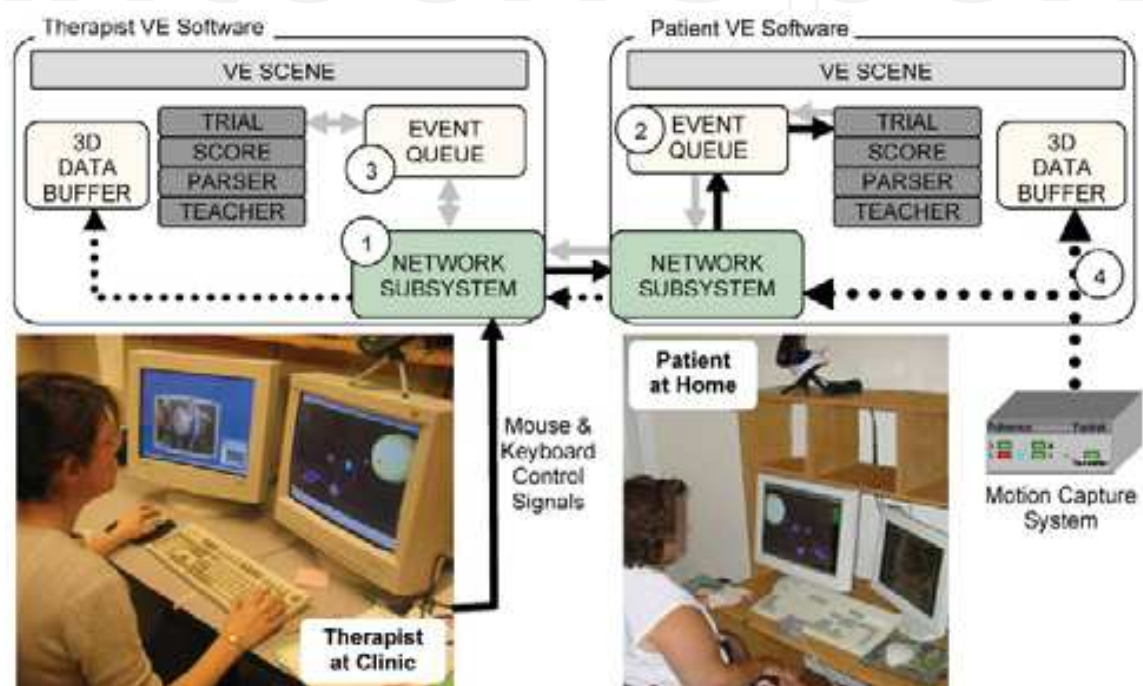 Therapist VE Software
Patient VE Software
VE SCENE
3D
DATA
BUFFER
TRIAL
SCORE
PARSER
TEACHER
EVENT
QUEUE
3
1
NETWORK
SUBSYSTEM
VE SCENE
2
EVENT
QUEUE
TRIAL
SCORE
PARSER
TEACHER
3D
DATA
BUFFER
NETWORK
SUBSYSTEM
4
Mouse &
Keyboard
Control
Signals
Therapist
at Clinic
Patient
at Home
Motion Capture
System